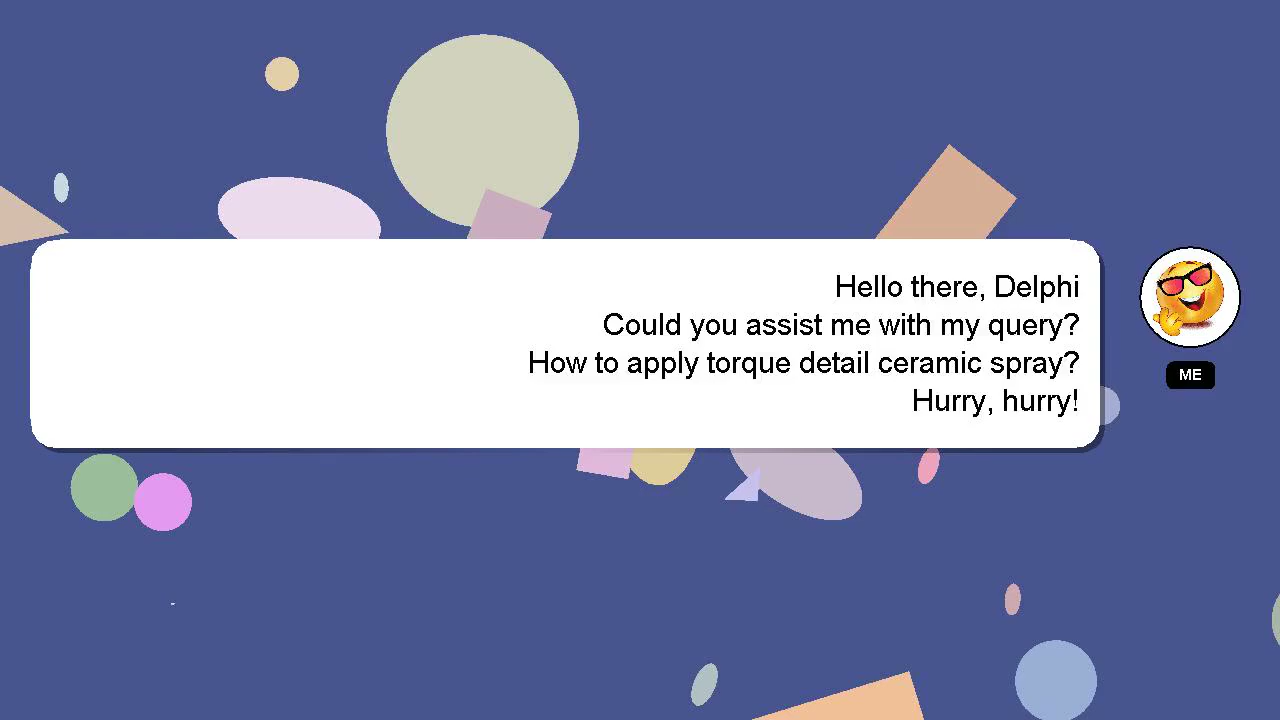 Hello there, Delphi
Could you assist me with my query?
How to apply torque detail ceramic spray?
Hurry, hurry!
ME